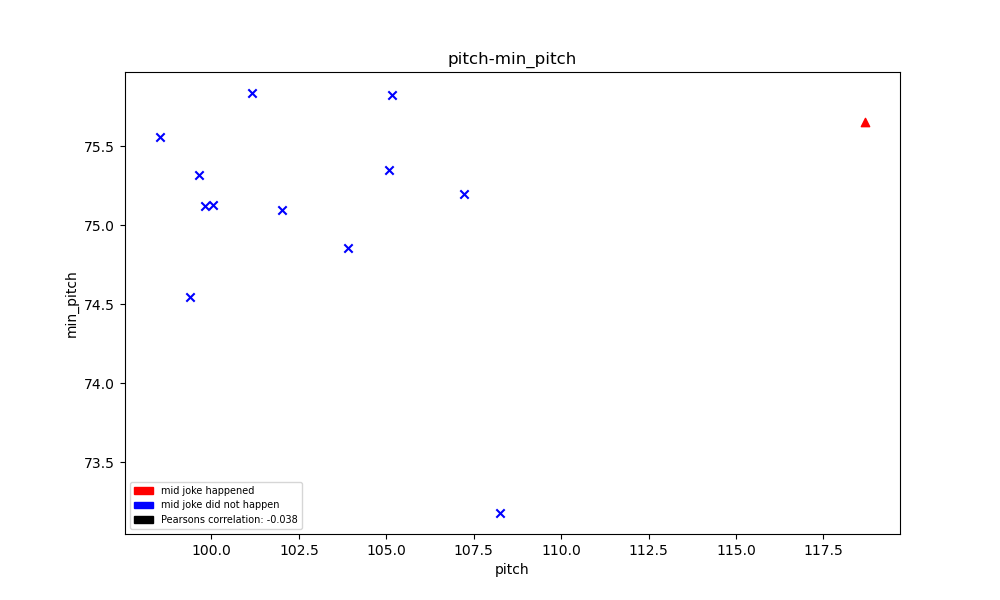 pitch-min_pitch
min_pitch
75.5
75.0
74.5
74.0
73.5
mid joke happened
mid joke did not happen
Pearsons correlation: -0.038
100.0 102.5 105.0 107.5 110.0 112.5 115.0 117.5
pitch